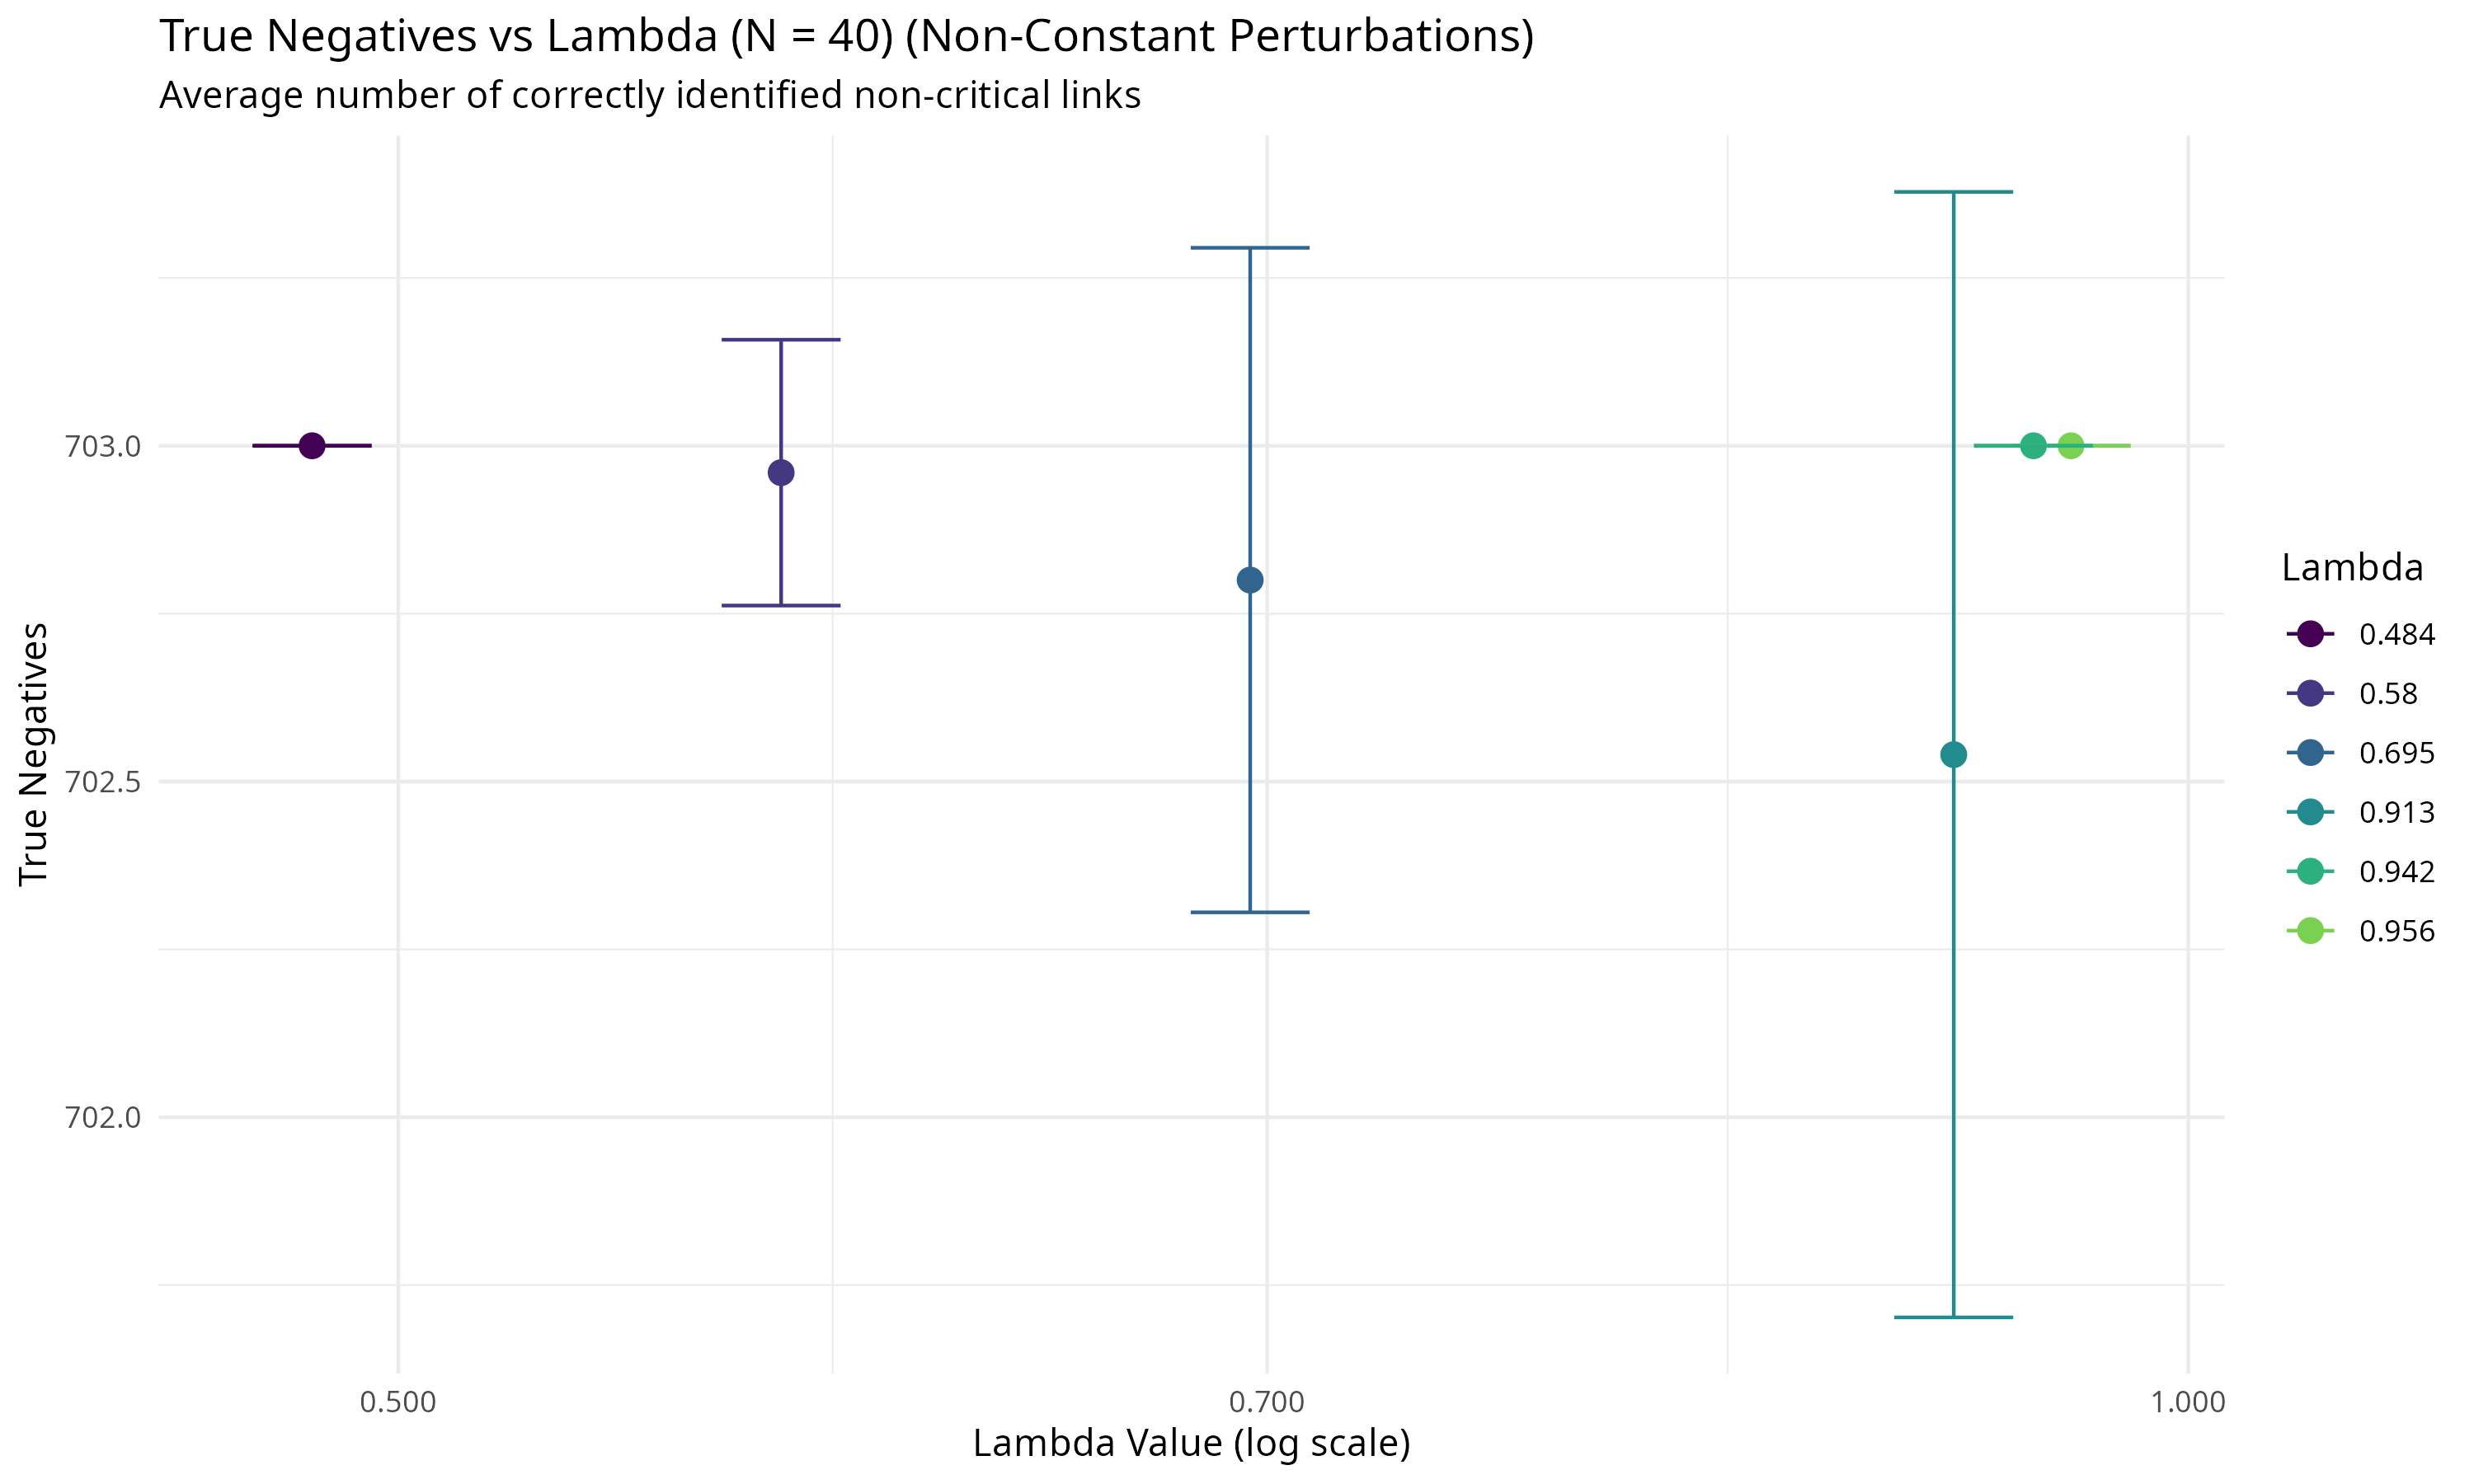 True Negatives vs Lambda (N = 40) (Non-Constant Perturbations)
Average number of correctly identified non-critical links
703.0
702.5
702.0
True Negatives
0.500
0.700
1.000
Lambda Value (log scale)
Lambda
0.484
0.58
0.695
0.913
0.942
0.956